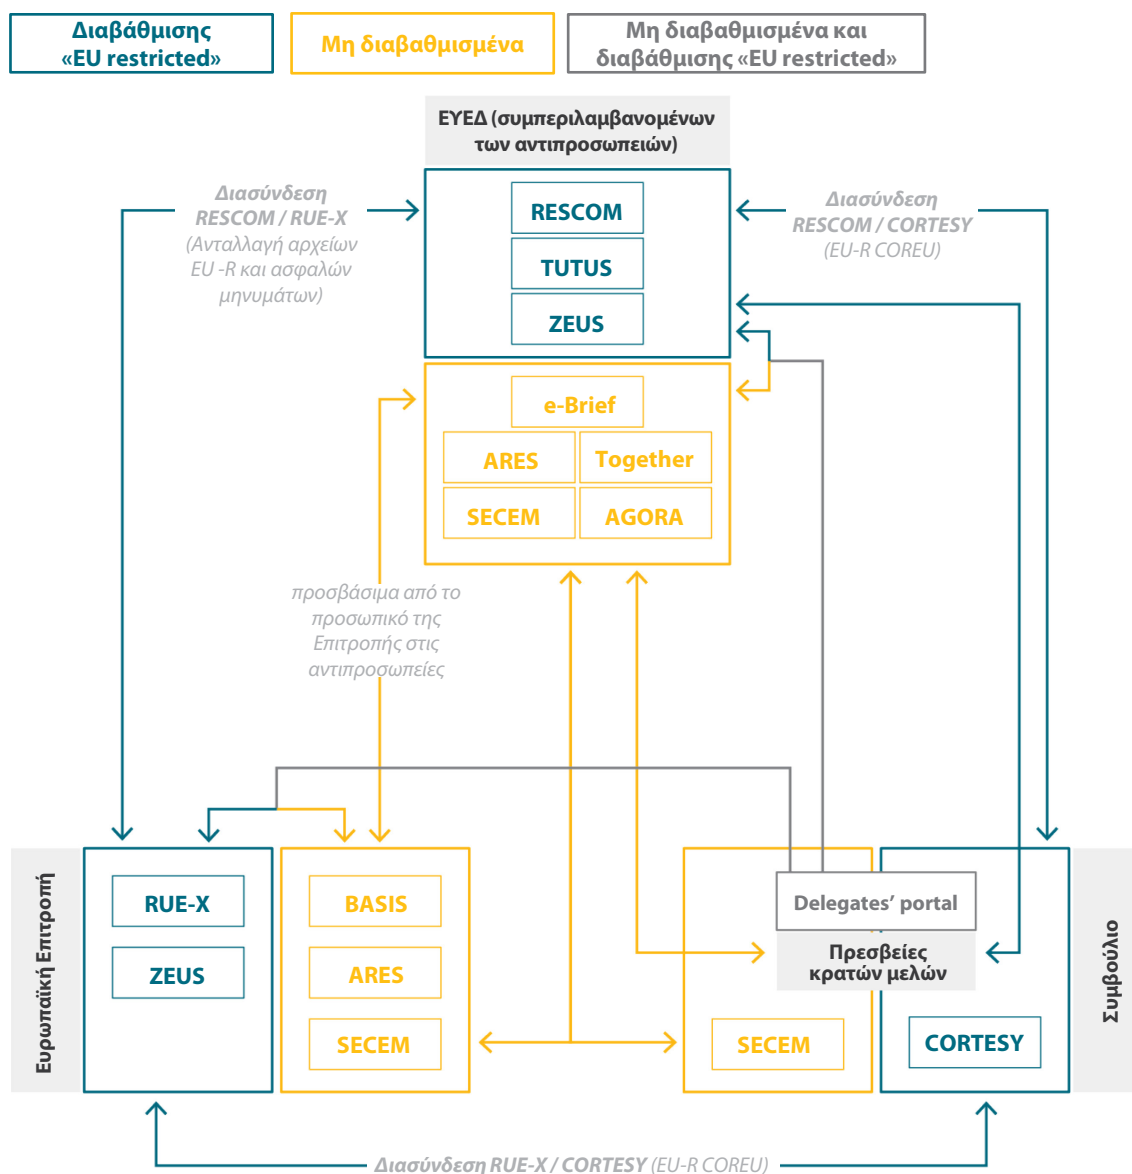 Διαβάθμισης
«EU restricted»
Μη διαβαθμισμένα
Μη διαβαθμισμένα και
διαβάθμισης «EU restricted»
ΕΥΕΔ (συμπεριλαμβανομένων
των αντιπροσωπειών)
Διασύνδεση
RESCOM / RUE-X
(Ανταλλαγή αρχείων
EU -R και ασφαλών
μηνυμάτων)
RESCOM
TUTUS
ZEUS
Διασύνδεση
RESCOM / CORTESY
(EU-R COREU)
e-Brief
ARES
Together
SECEM
AGORA
προσβάσιμα από το
προσωπικό της
Επιτροπής στις
αντιπροσωπείες
Ευρωπαϊκή Επιτροπή
RUE-X
ZEUS
BASIS
ARES
SECEM
Delegates’ portal
Πρεσβείες
κρατών μελών
SECEM
CORTESY
Συμβούλιο
Διασύνδεση RUE-X / CORTESY (EU-R COREU)